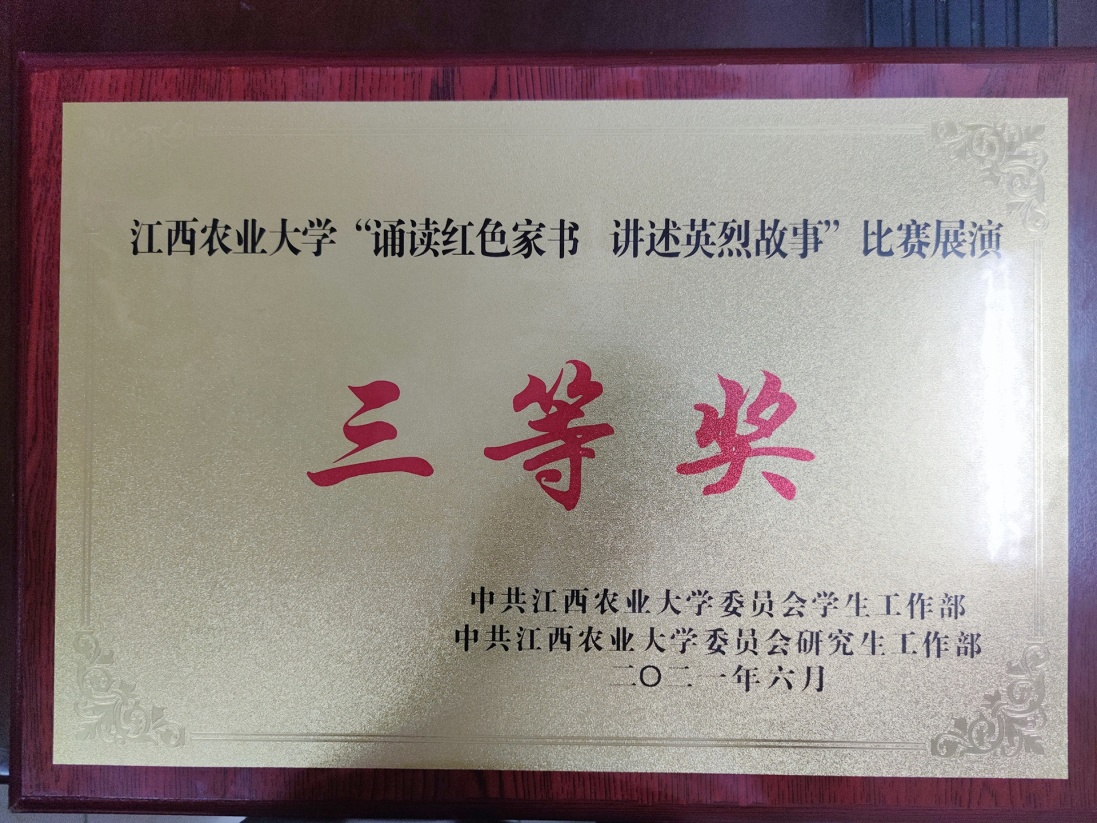 江西农业大学“诵读红色家书 讲述英烈故事”比赛展演
三等奖
中共江西农业大学委员会学生工作部
中共江西农业大学委员会研究生工作部
二〇二一年六月